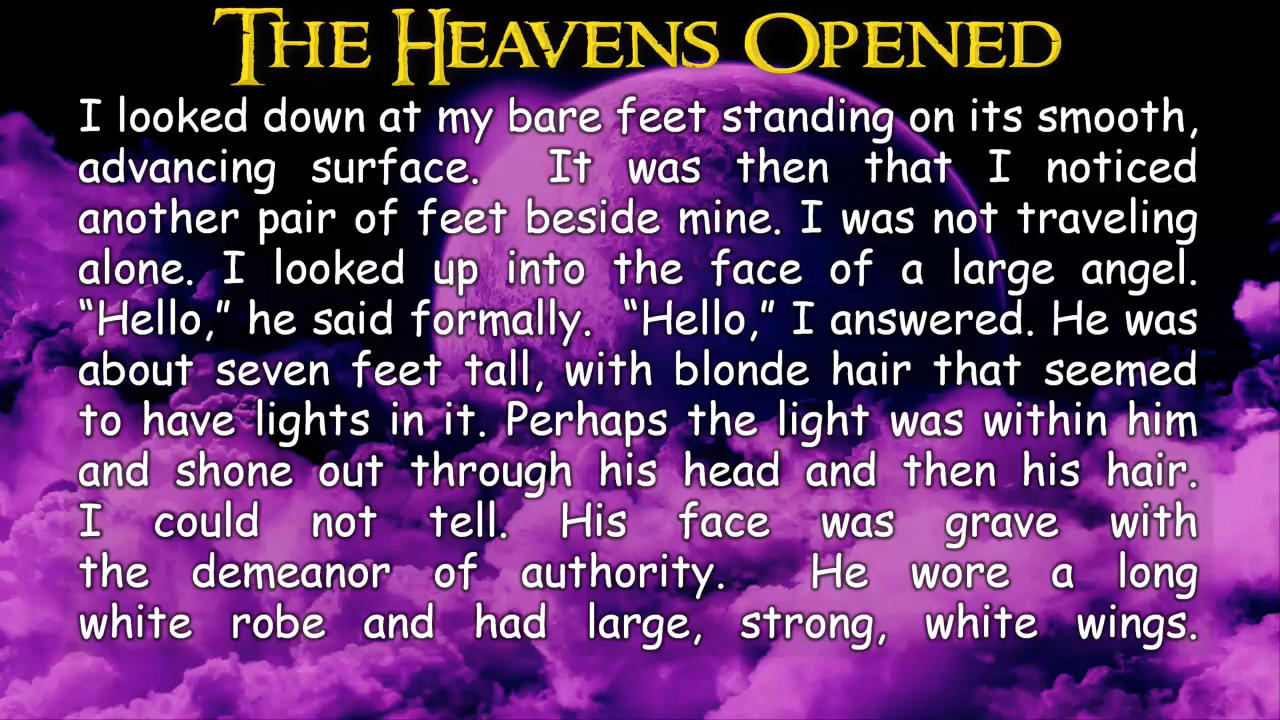 THE HEAVENS OPENED
I looked down at my bare feet standing on its smooth,
advancing surface. It was then that I noticed
another pair of feet beside mine. I was not traveling
alone. I looked up into the face of a large angel.
“Hello,” he said formally. “Hello,” I answered. He was
about seven feet tall, with blonde hair that seemed
to have lights in it. Perhaps the light was within him
and shone out through his head and then his hair.
I could not tell. His face was grave with
the demeanor of authority. He wore a long
white robe and had large, strong, white wings.